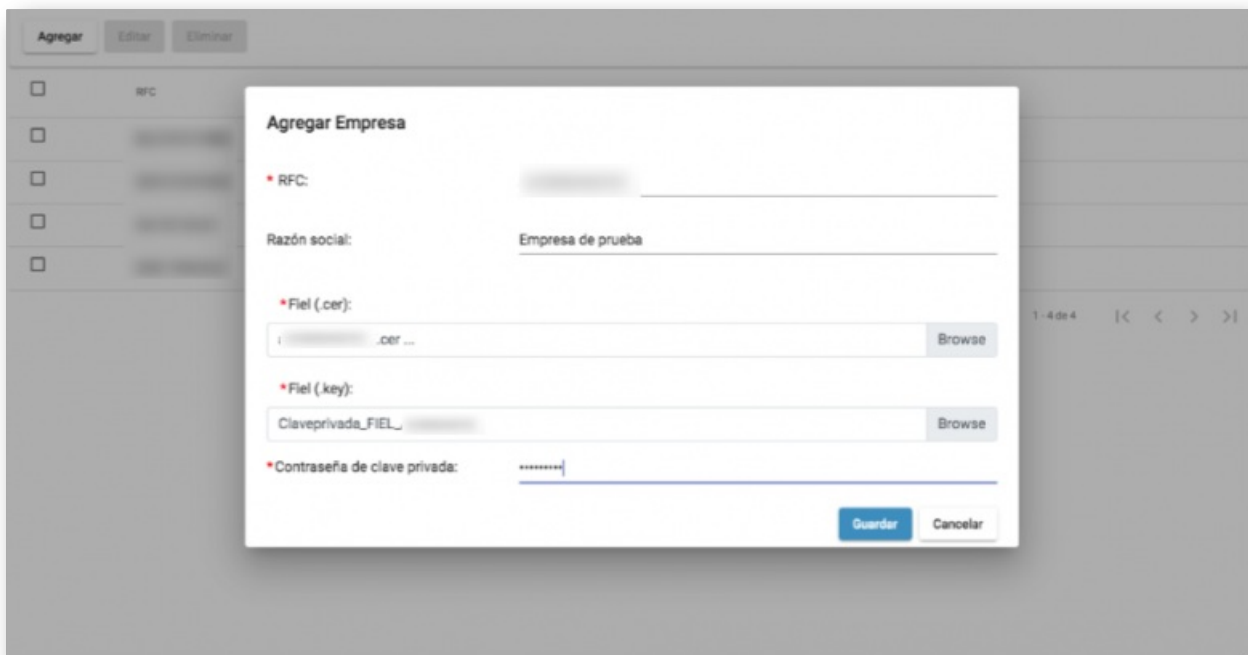 Agregar Editar Eliminar
RFC
Agregar Empresa
* RFC:
Razón social: Empresa de prueba
*Fiel (.cer):
.cer ... Browse
*Fiel (.key):
Claveprivada_FIEL_ Browse
*Contraseña de clave privada: •••••••••
Guardar Cancelar
1 - 4 de 4